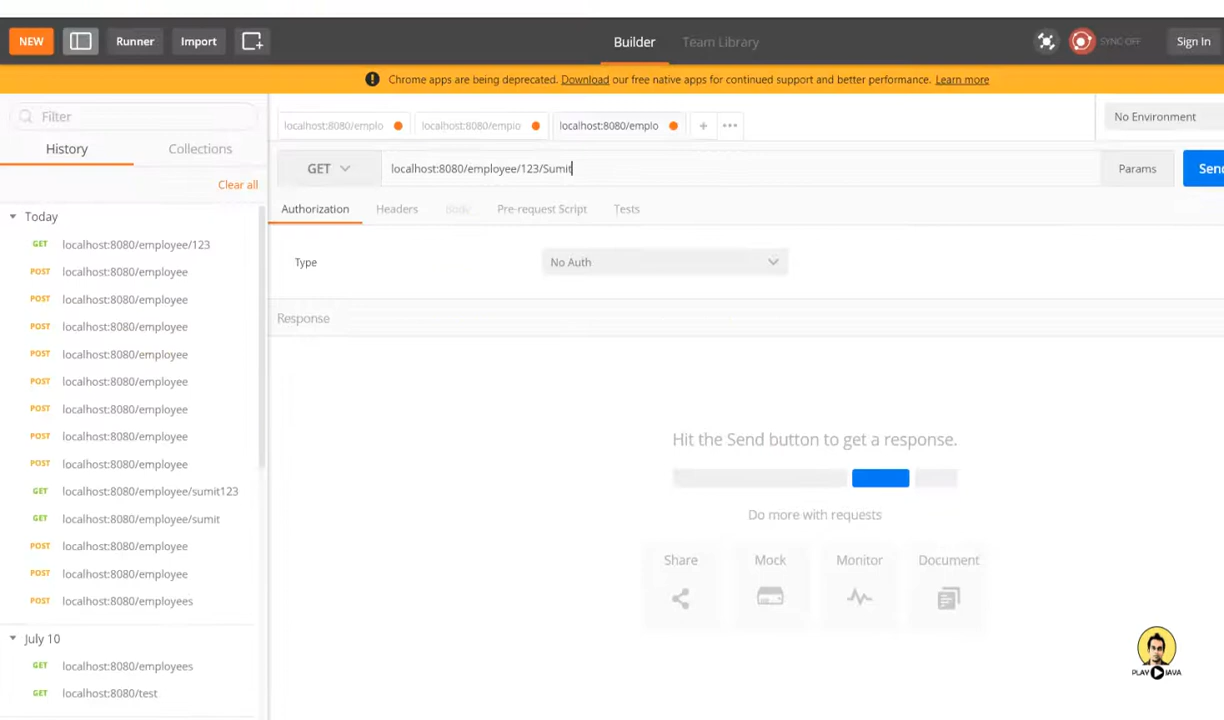 NEW Runner Import Builder Team Library SYNC OFF Sign In
Chrome apps are being deprecated. Download our free native apps for continued support and better performance. Learn more
Filter
History Collections
Clear all
Today
GET localhost:8080/employee/123
POST localhost:8080/employee
POST localhost:8080/employee
POST localhost:8080/employee
POST localhost:8080/employee
POST localhost:8080/employee
POST localhost:8080/employee
POST localhost:8080/employee
POST localhost:8080/employee
GET localhost:8080/employee/sumit123
GET localhost:8080/employee/sumit
POST localhost:8080/employee
POST localhost:8080/employee
POST localhost:8080/employees
July 10
GET localhost:8080/employees
GET localhost:8080/test
localhost:8080/emplo localhost:8080/emplo localhost:8080/emplo + ••• No Environment
GET localhost:8080/employee/123/Sumit Params Send
Authorization Headers Body Pre-request Script Tests
Type No Auth
Response
Hit the Send button to get a response.
Do more with requests
Share Mock Monitor Document
PLAY JAVA